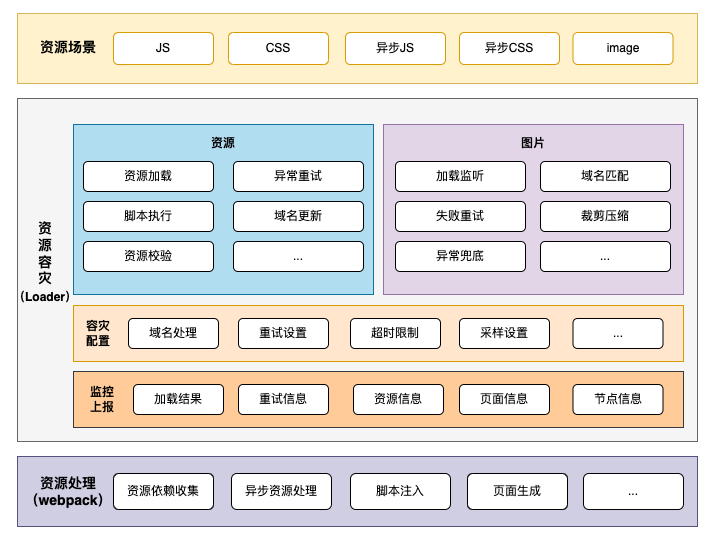 资源场景
JS
CSS
异步JS
异步CSS
image
资源容灾
（Loader）
资源
资源加载
异常重试
脚本执行
域名更新
资源校验
...
图片
加载监听
域名匹配
失败重试
裁剪压缩
异常兜底
...
容灾
配置
域名处理
重试设置
超时限制
采样设置
...
监控
上报
加载结果
重试信息
资源信息
页面信息
节点信息
资源处理
（webpack）
资源依赖收集
异步资源处理
脚本注入
页面生成
...